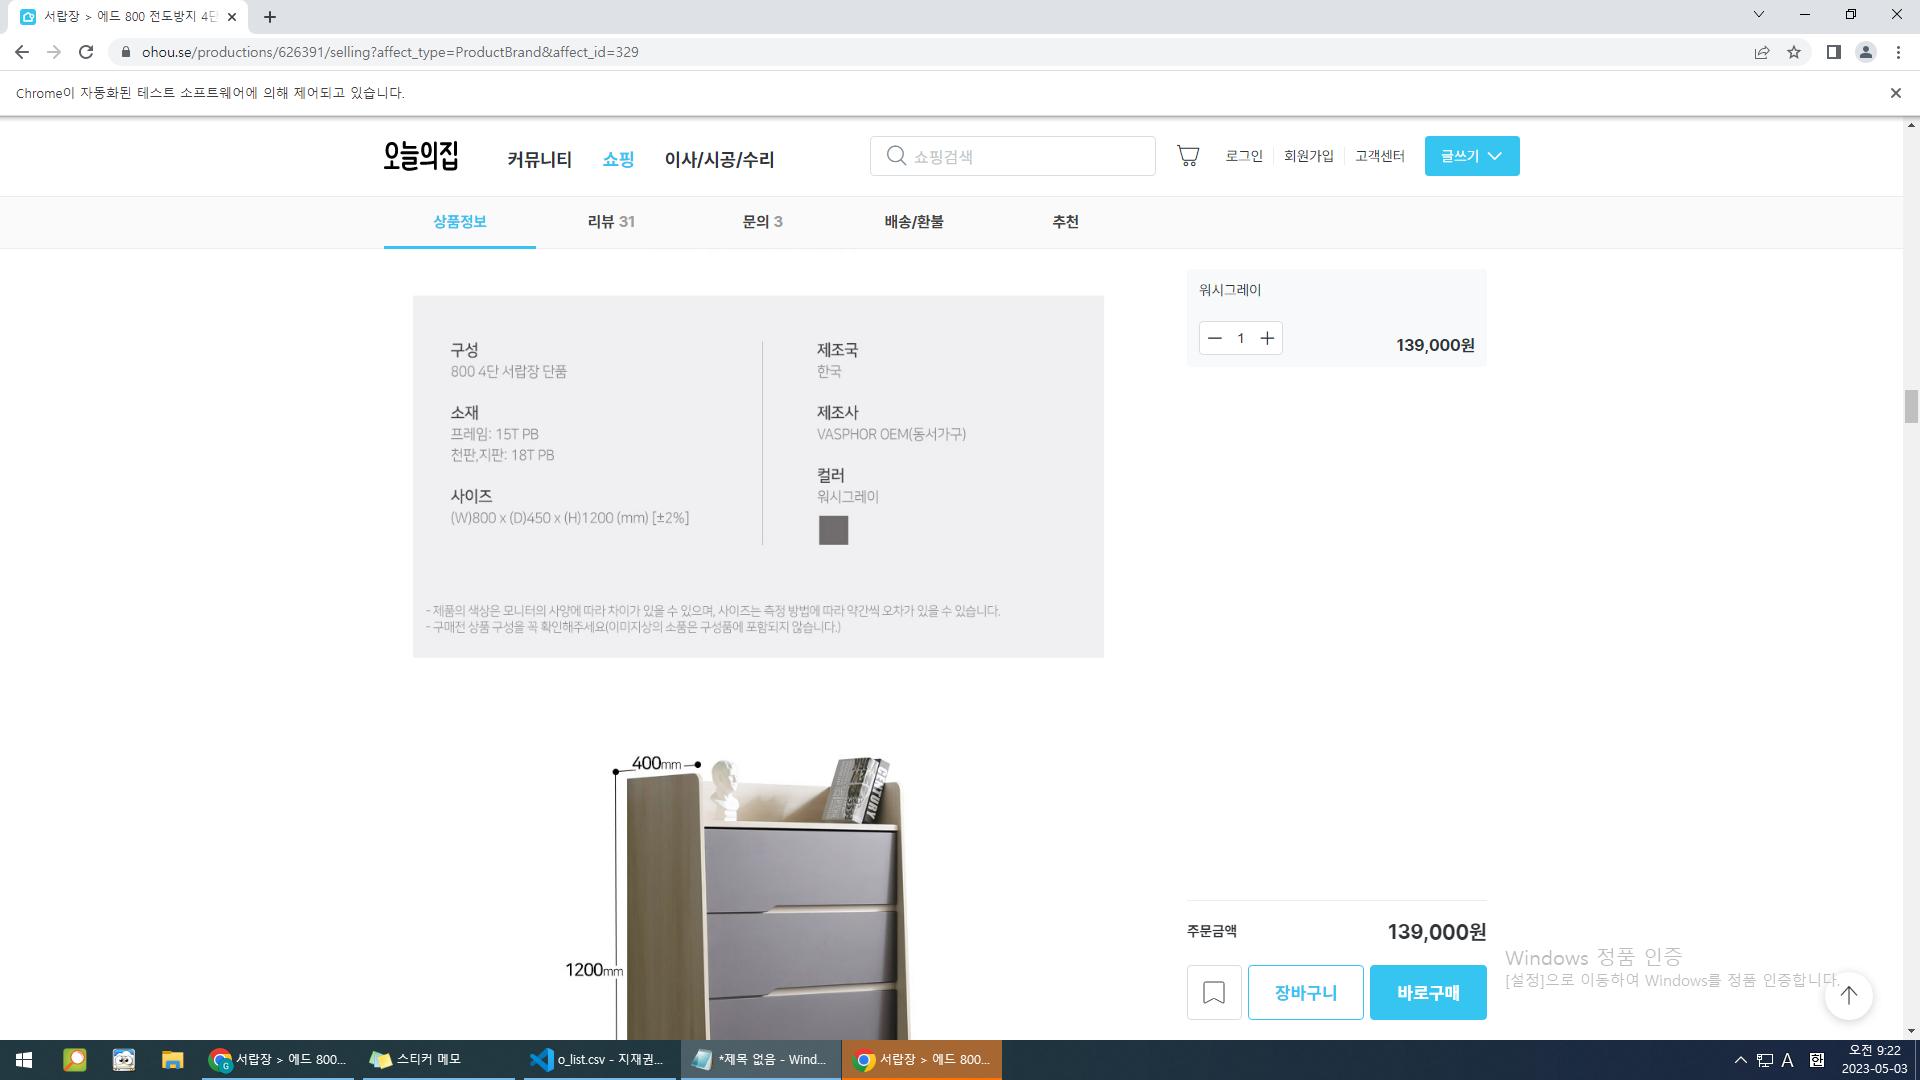 서랍장 > 에드 800 전도방지 4단
ohou.se/productions/626391/selling?affect_type=ProductBrand&affect_id=329
Chrome이 자동화된 테스트 소프트웨어에 의해 제어되고 있습니다.
오늘의집
커뮤니티
쇼핑
이사/시공/수리
쇼핑검색
로그인
회원가입
고객센터
글쓰기
상품정보
리뷰 31
문의 3
배송/환불
추천
구성
800 4단 서랍장 단품
소재
프레임: 15T PB
천판,지판: 18T PB
사이즈
(W)800 x (D)450 x (H)1200 (mm) [±2%]
제조국
한국
제조사
VASPHOR OEM(동서가구)
컬러
워시그레이
- 제품의 색상은 모니터의 사양에 따라 차이가 있을 수 있으며, 사이즈는 측정 방법에 따라 약간씩 오차가 있을 수 있습니다.
- 구매전 상품 구성을 꼭 확인해주세요(이미지상의 소품은 구성품에 포함되지 않습니다.)
워시그레이
1
139,000원
400mm
1200mm
주문금액
139,000원
장바구니
바로구매
Windows 정품 인증
[설정]으로 이동하여 Windows를 정품 인증합니다.
서랍장 > 에드 800...
스티커 메모
o_list.csv - 지재권...
*제목 없음 - Wind...
서랍장 > 에드 800...
A
한
오전 9:22
2023-05-03